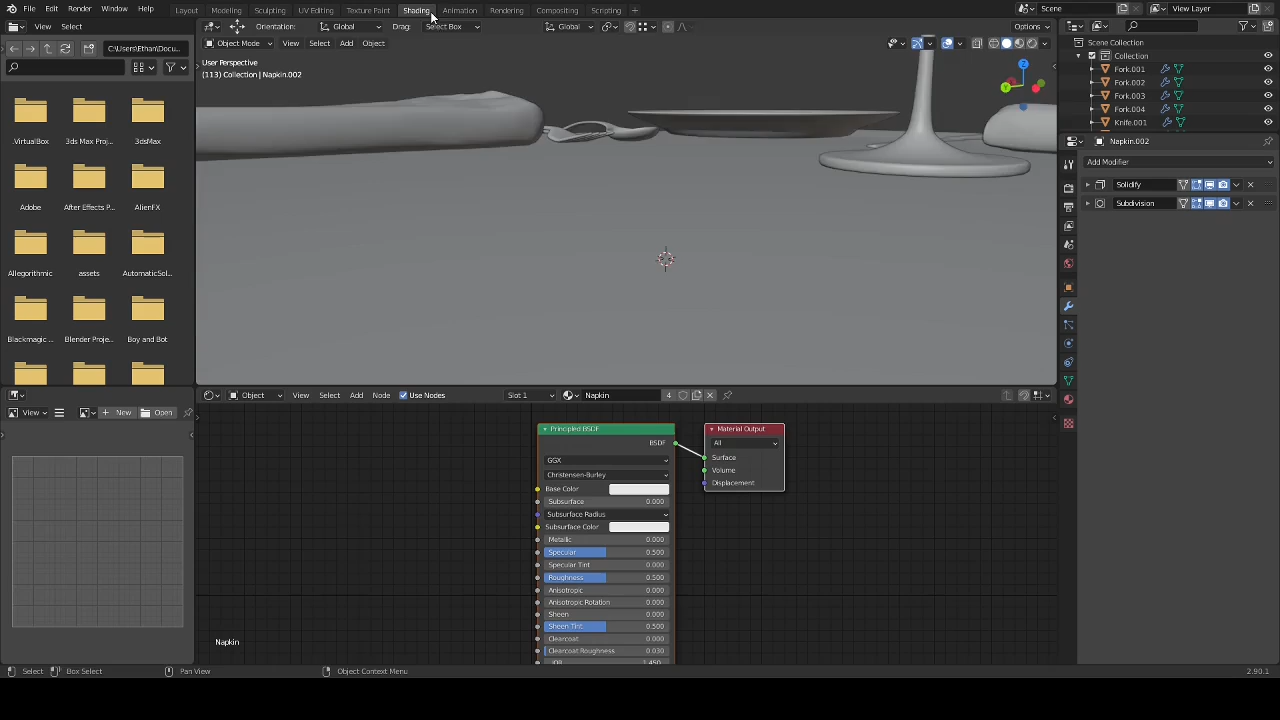 File Edit Render Window Help Layout Modeling Sculpting UV Editing Texture Paint Shading Animation Rendering Compositing Scripting + Scene View Layer
View Select Orientation: Global Drag: Select Box Global Options
C:\Users\Ethan\Docu... Object Mode View Select Add Object
User Perspective
(113) Collection | Napkin.002
Scene Collection
Collection
Fork.001
Fork.002
Fork.003
Fork.004
Knife.001
.VirtualBox 3ds Max Proj... 3dsMax
Adobe After Effects P... AlienFX
Allegorithmic assets AutomaticSol...
Blackmagic ... Blender Proje... Boy and Bot
Z
Y
Napkin.002
Add Modifier
Solidify
Subdivision
Object View Select Add Node Use Nodes Slot 1 Napkin 4
View New Open
Principled BSDF
BSDF
GGX
Christensen-Burley
Base Color
Subsurface 0.000
Subsurface Radius
Subsurface Color
Metallic 0.000
Specular 0.500
Specular Tint 0.000
Roughness 0.500
Anisotropic 0.000
Anisotropic Rotation 0.000
Sheen 0.000
Sheen Tint 0.500
Clearcoat 0.000
Clearcoat Roughness 0.030
IOR 1.450
Material Output
All
Surface
Volume
Displacement
Napkin
Select Box Select Pan View Object Context Menu 2.90.1